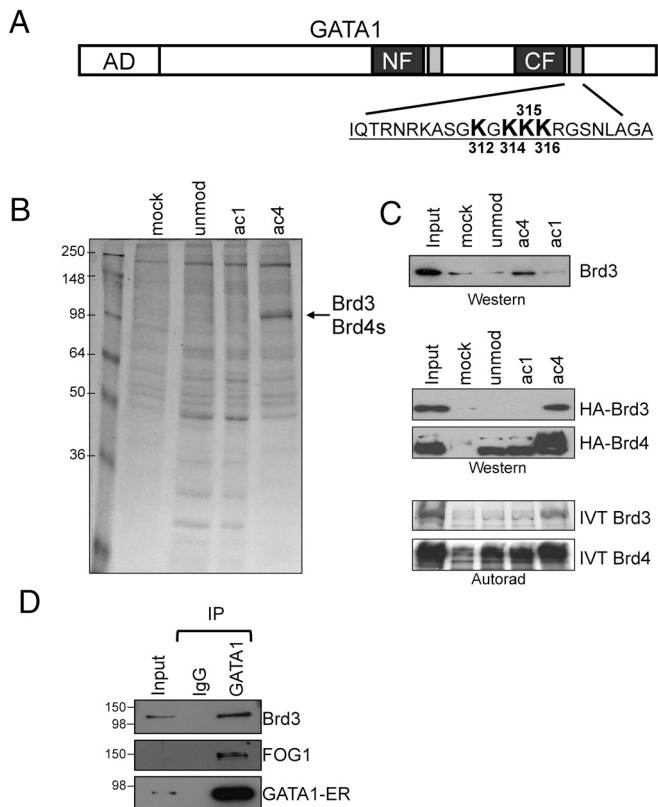 A
GATA1
AD NF CF
315
IQTRNRKASGKGKKKRGSNLAGA
312 314 316
B
mock unmod ac1 ac4
250
148
98
64
50
36
Brd3
Brd4s
C
Input mock unmod ac4 ac1
Brd3
Western
Input mock unmod ac1 ac4
HA-Brd3
HA-Brd4
Western
IVT Brd3
IVT Brd4
Autorad
D
IP
Input IgG GATA1
150
98
Brd3
150
FOG1
98
GATA1-ER